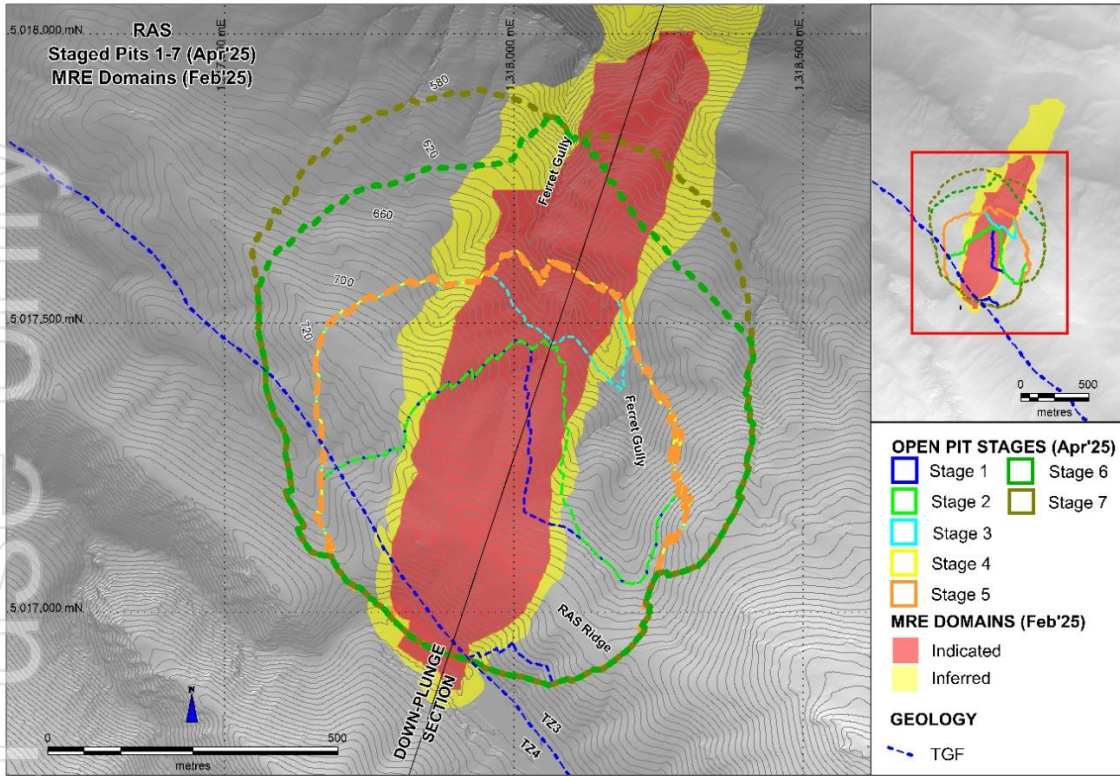 RAS
Staged Pits 1-7 (Apr'25)
MRE Domains (Feb'25)
5,018,000 mN
5,017,500 mN
5,017,000 mN
1,318,000 mE
1,318,500 mE
580
620
660
700
720
Ferret Gully
Ferret Gully
RAS Ridge
DOWN-PLUNGE
SECTION
TZ3
TZ4
N
0 500
metres
0 500
metres
OPEN PIT STAGES (Apr'25)
Stage 1 Stage 6
Stage 2 Stage 7
Stage 3
Stage 4
Stage 5
MRE DOMAINS (Feb'25)
Indicated
Inferred
GEOLOGY
TGF